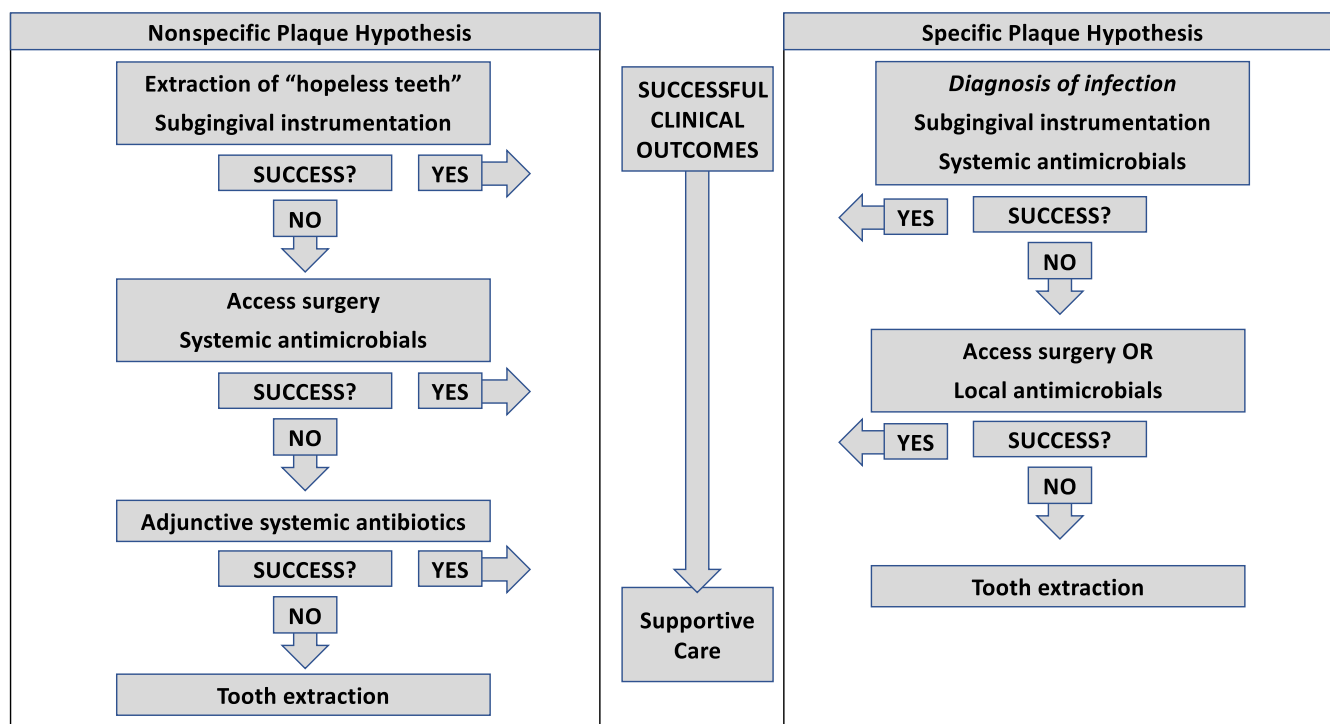 Nonspecific Plaque Hypothesis
Extraction of “hopeless teeth”
Subgingival instrumentation
SUCCESS?
YES
NO
Access surgery
Systemic antimicrobials
SUCCESS?
YES
NO
Adjunctive systemic antibiotics
SUCCESS?
YES
NO
Tooth extraction
SUCCESSFUL
CLINICAL
OUTCOMES
Supportive
Care
Specific Plaque Hypothesis
Diagnosis of infection
Subgingival instrumentation
Systemic antimicrobials
YES
SUCCESS?
NO
Access surgery OR
Local antimicrobials
YES
SUCCESS?
NO
Tooth extraction